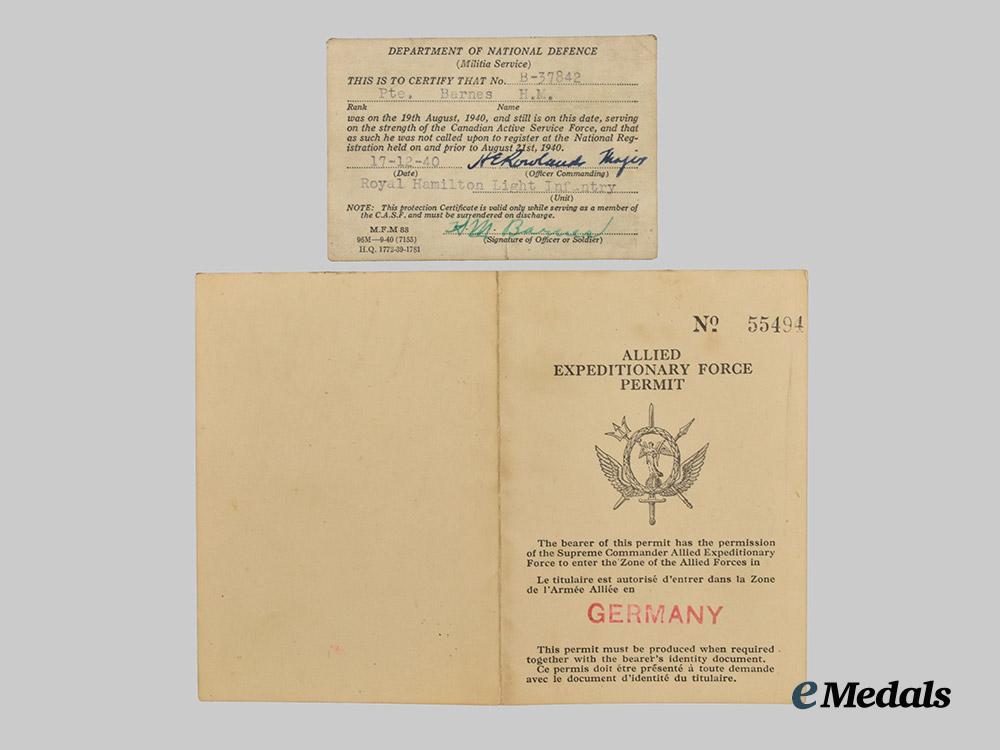 DEPARTMENT OF NATIONAL DEFENCE
(Militia Service)
THIS IS TO CERTIFY THAT No. B-37842
Pte. Barnes H.M.
Rank Name
was on the 19th August, 1940, and still is on this date, serving
on the strength of the Canadian Active Service Force, and that
as such he was not called upon to register at the National Reg-
istration held on and prior to August 21st, 1940.
17-12-40 H E Rowland Major
(Date) (Officer Commanding)
Royal Hamilton Light Infantry
(Unit)
NOTE: This protection Certificate is valid only while serving as a member of
the C.A.S.F. and must be surrendered on discharge.
M.F.M 88 H.M. Barnes
96M—9-40 (7155) (Signature of Officer or Soldier)
H.Q. 1772-39-1781
Nº 55494
ALLIED
EXPEDITIONARY FORCE
PERMIT
The bearer of this permit has the permission
of the Supreme Commander Allied Expeditionary
Force to enter the Zone of the Allied Forces in
Le titulaire est autorisé d'entrer dans la Zone
de l'Armée Alliée en
GERMANY
This permit must be produced when required
together with the bearer's identity document.
Ce permis doit être présenté à toute demande
avec le document d'identité du titulaire.
eMedals